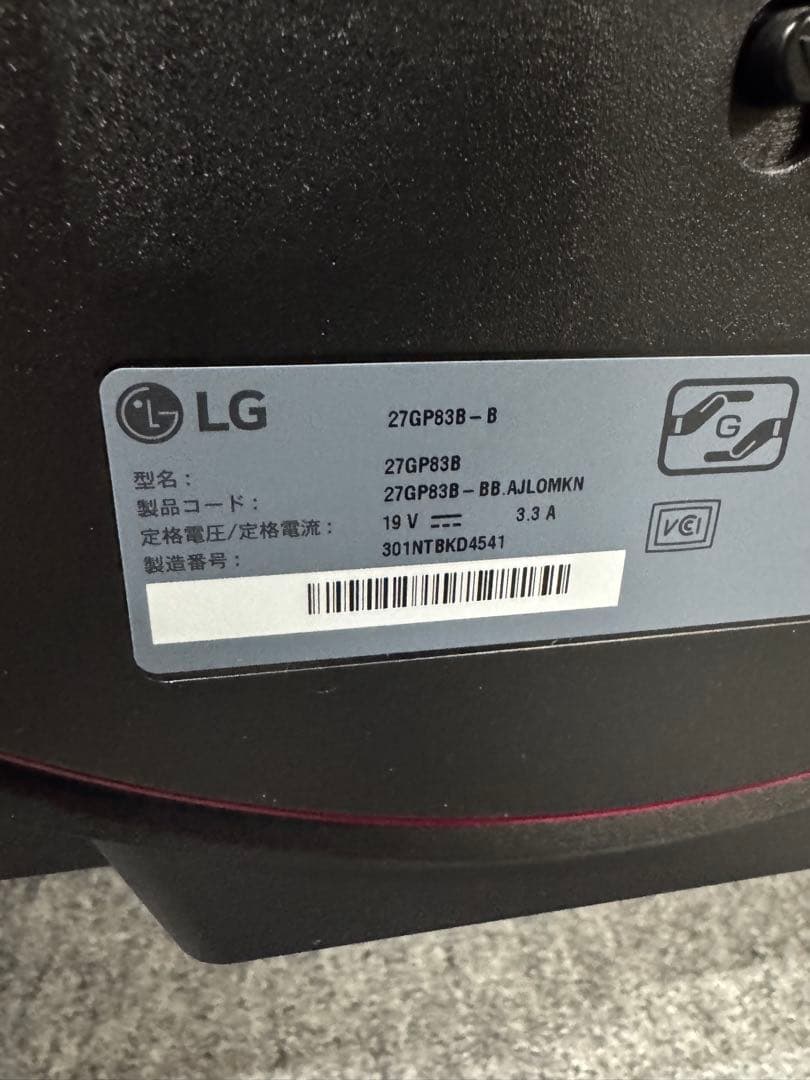 LG 27GP83B-B
型名： 27GP83B
製品コード： 27GP83B-BB.AJLOMKN
定格電圧/定格電流： 19 V 3.3 A
製造番号： 301NTBKD4541
G
VCCI